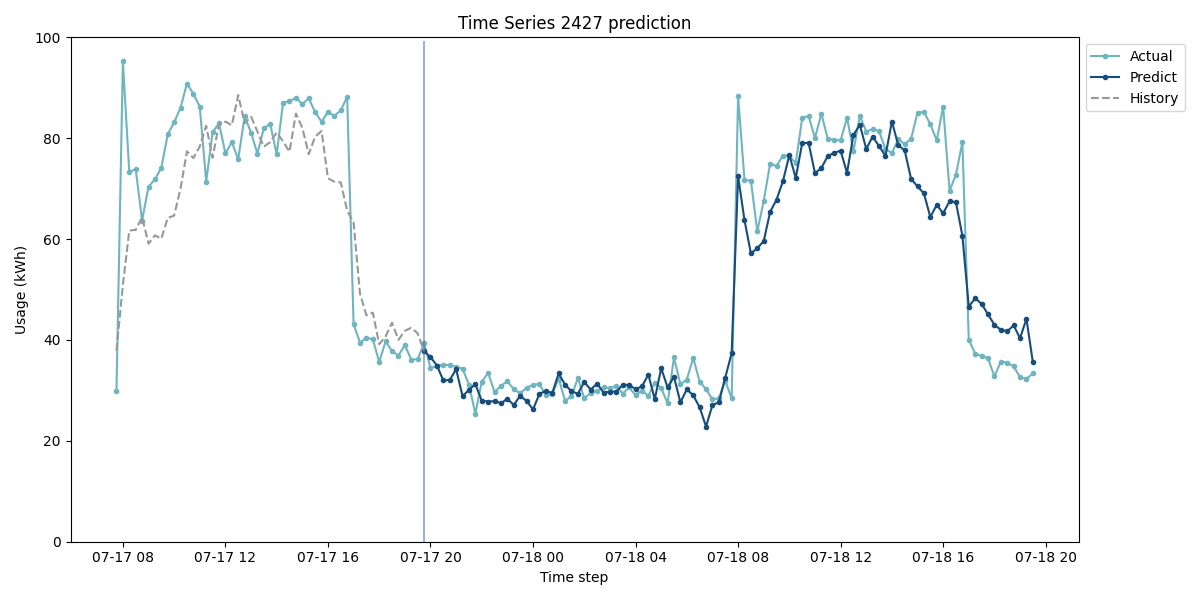 Time Series 2427 prediction
100
80
60
40
20
0
Usage (kWh)
07-17 08
07-17 12
07-17 16
07-17 20
07-18 00
07-18 04
07-18 08
07-18 12
07-18 16
07-18 20
Time step
Actual
Predict
History